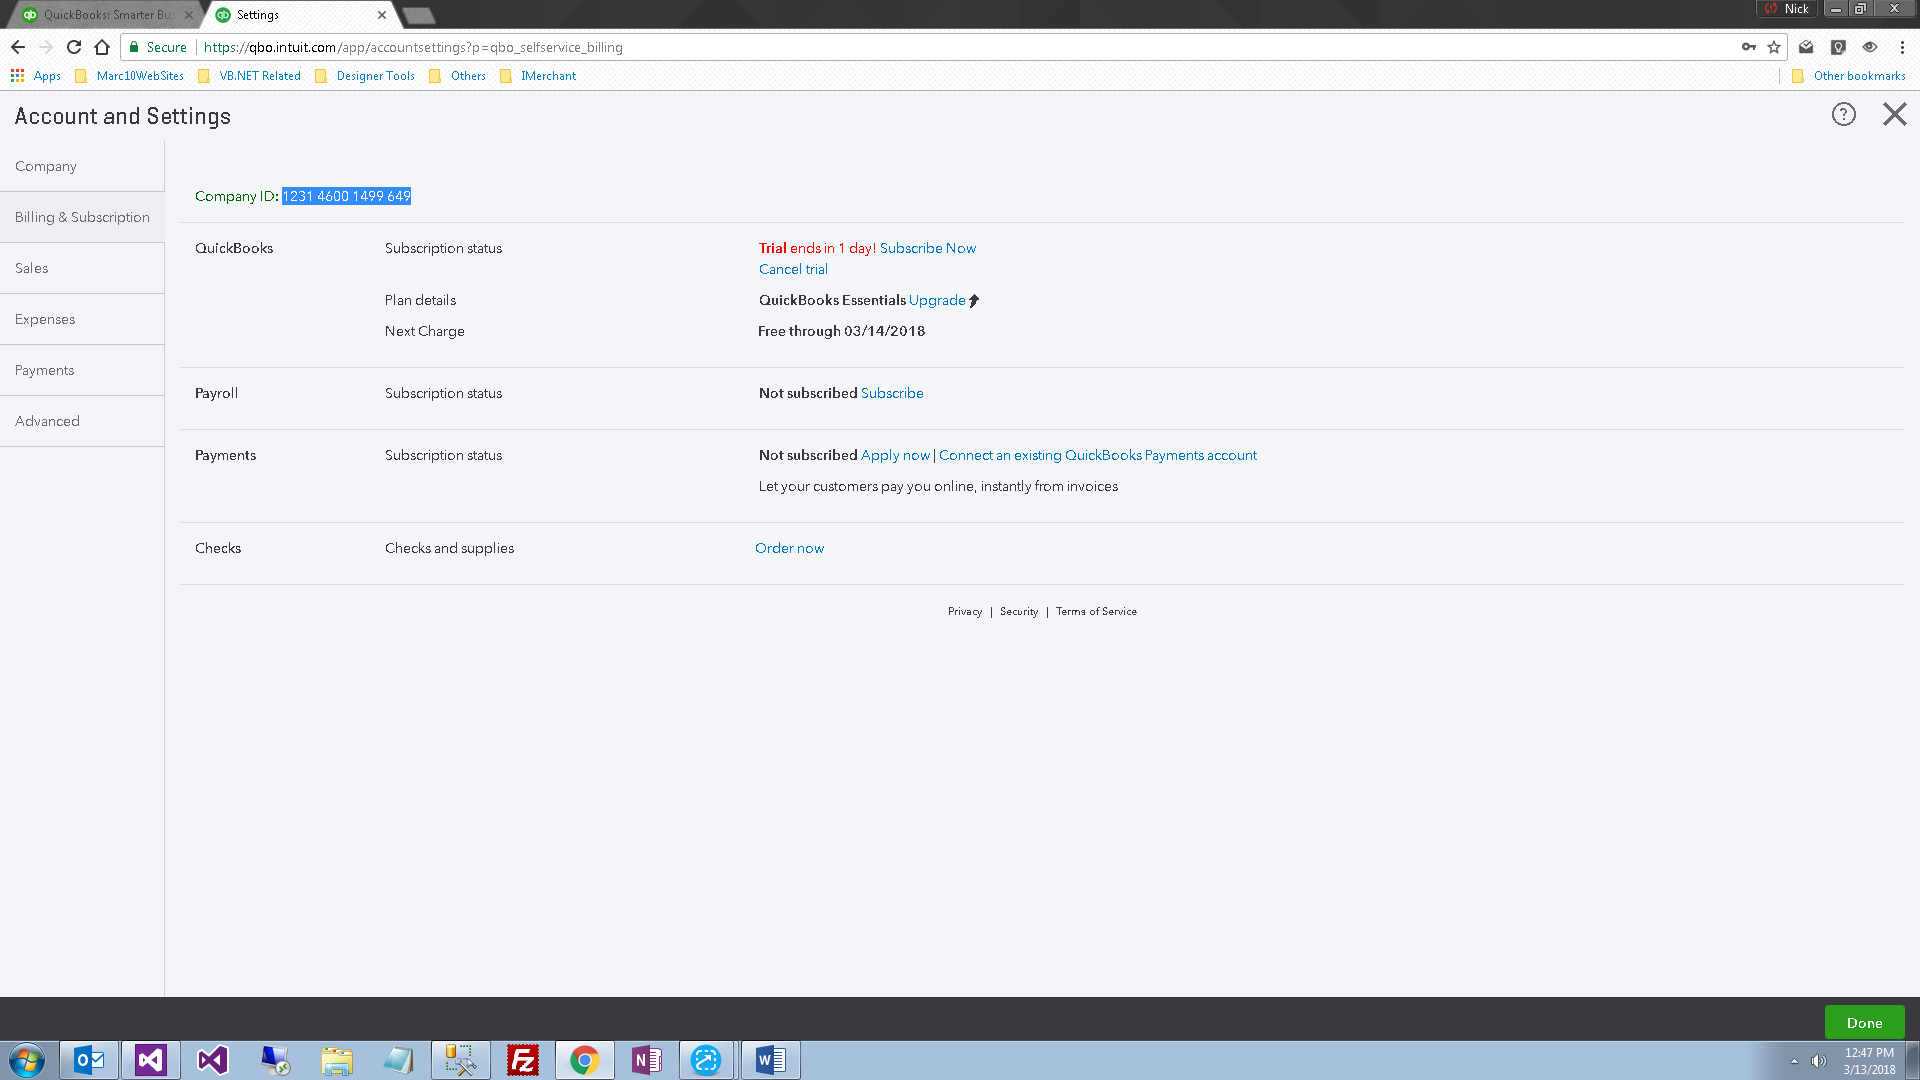 QuickBooks: Smarter Bu
Settings
Nick
Secure
https://qbo.intuit.com/app/accountsettings?p=qbo_selfservice_billing
Apps
Marc10WebSites
VB.NET Related
Designer Tools
Others
IMerchant
Other bookmarks
Account and Settings
?
Company
Billing & Subscription
Sales
Expenses
Payments
Advanced
Company ID: 1231 4600 1499 649
QuickBooks
Subscription status
Trial ends in 1 day! Subscribe Now
Cancel trial
Plan details
QuickBooks Essentials Upgrade
Next Charge
Free through 03/14/2018
Payroll
Subscription status
Not subscribed Subscribe
Payments
Subscription status
Not subscribed Apply now | Connect an existing QuickBooks Payments account
Let your customers pay you online, instantly from invoices
Checks
Checks and supplies
Order now
Privacy | Security | Terms of Service
Done
12:47 PM
3/13/2018